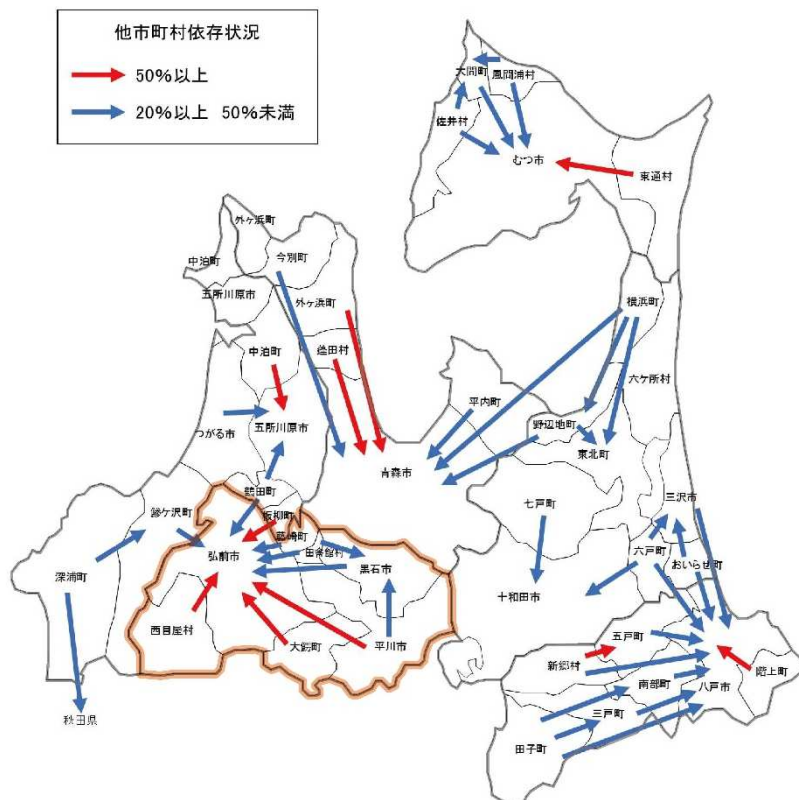 他市町村依存状況
50%以上
20%以上 50%未満
大間町
風間浦村
佐井村
むつ市
東通村
外ヶ浜町
中泊町
今別町
五所川原市
外ヶ浜町
横浜町
中泊町
蓬田村
六ケ所村
平内町
つがる市
五所川原市
野辺地町
東北町
青森市
鶴田町
七戸町
三沢市
鰺ケ沢町
板柳町
藤崎町
田舎館村
弘前市
黒石市
六戸町
おいらせ町
深浦町
十和田市
西目屋村
大鰐町
平川市
五戸町
新郷村
階上町
南部町
八戸市
三戸町
田子町
秋田県